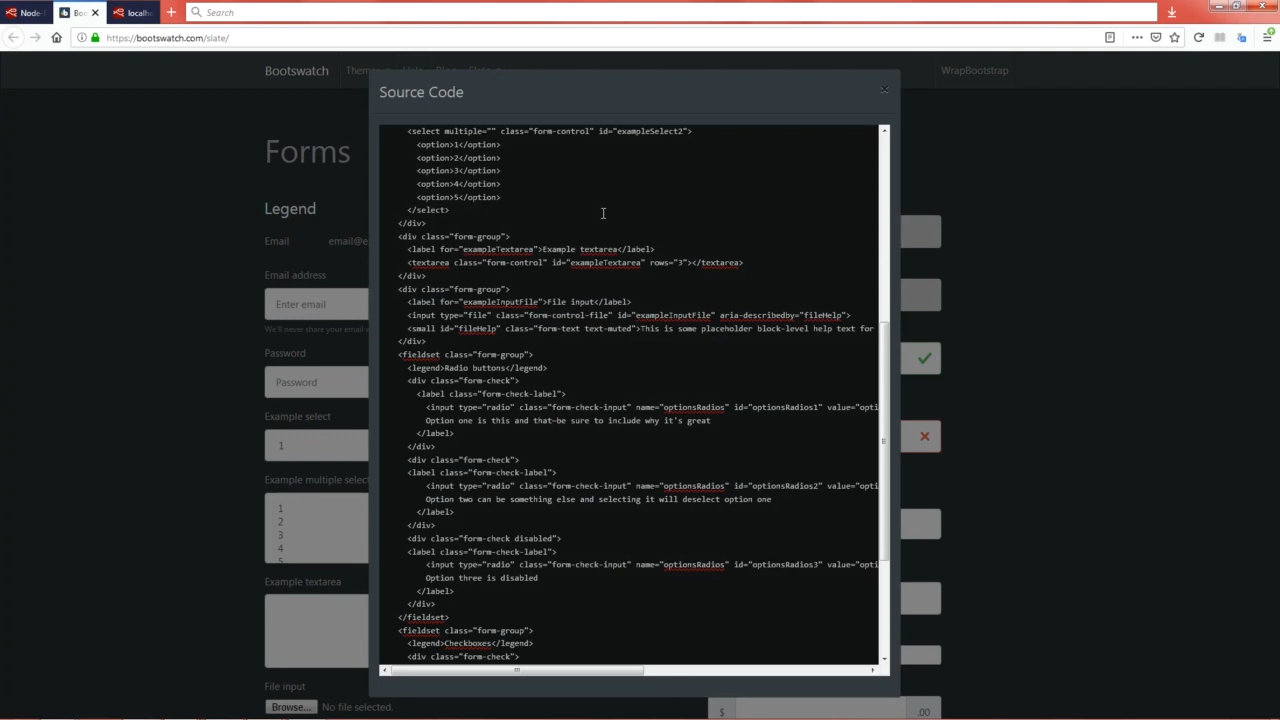 Node-
Boo
localho
Search
https://bootswatch.com/slate/
Bootswatch
WrapBootstrap
Source Code
Forms
Legend
Email email@e
Email address
Enter email
We'll never share your email
Password
Password
Example select
1
Example multiple select
1
2
3
4
5
Example textarea
File input
Browse... No file selected.
<select multiple="" class="form-control" id="exampleSelect2">
<option>1</option>
<option>2</option>
<option>3</option>
<option>4</option>
<option>5</option>
</select>
</div>
<div class="form-group">
<label for="exampleTextarea">Example textarea</label>
<textarea class="form-control" id="exampleTextarea" rows="3"></textarea>
</div>
<div class="form-group">
<label for="exampleInputFile">File input</label>
<input type="file" class="form-control-file" id="exampleInputFile" aria-describedby="fileHelp">
<small id="fileHelp" class="form-text text-muted">This is some placeholder block-level help text for
</div>
<fieldset class="form-group">
<legend>Radio buttons</legend>
<div class="form-check">
<label class="form-check-label">
<input type="radio" class="form-check-input" name="optionsRadios" id="optionsRadios1" value="opti
Option one is this and that—be sure to include why it's great
</label>
</div>
<div class="form-check">
<label class="form-check-label">
<input type="radio" class="form-check-input" name="optionsRadios" id="optionsRadios2" value="opti
Option two can be something else and selecting it will deselect option one
</label>
</div>
<div class="form-check disabled">
<label class="form-check-label">
<input type="radio" class="form-check-input" name="optionsRadios" id="optionsRadios3" value="opti
Option three is disabled
</label>
</div>
</fieldset>
<fieldset class="form-group">
<legend>Checkboxes</legend>
<div class="form-check">
$ .00